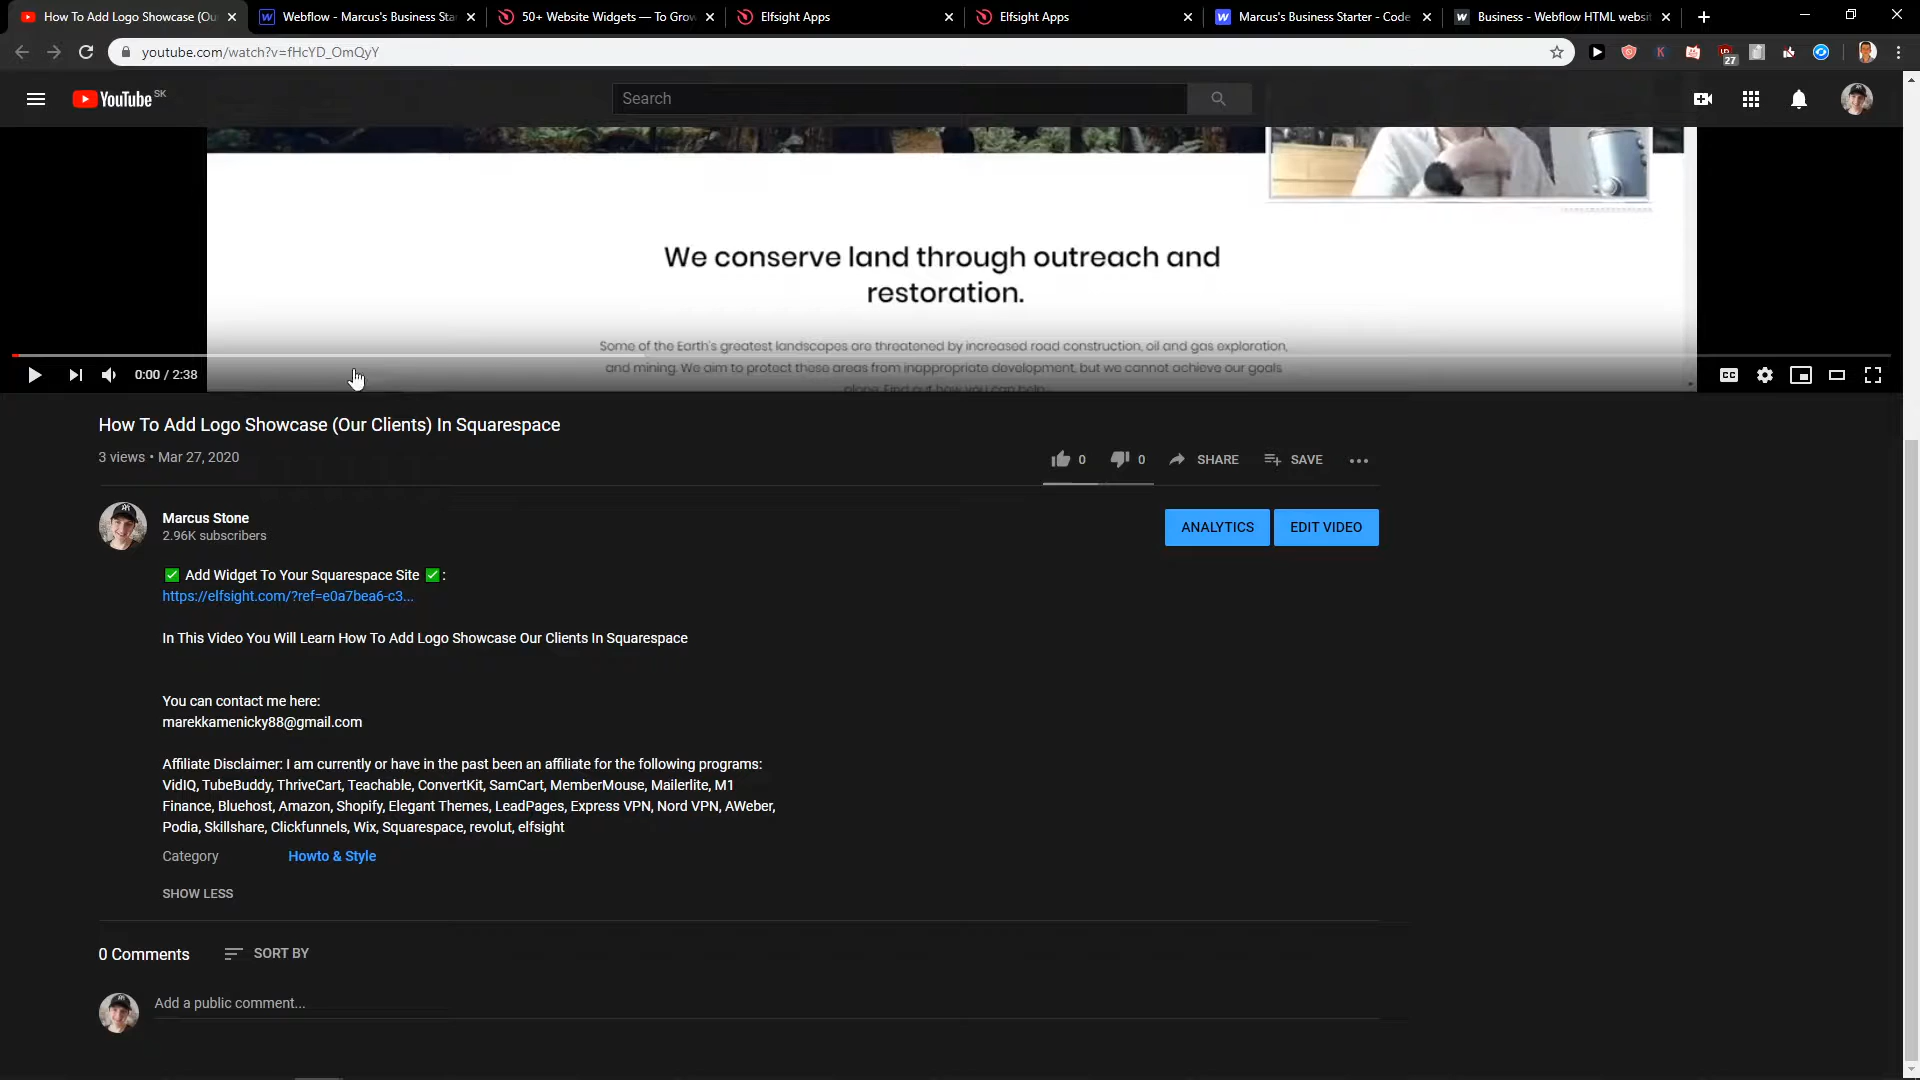 How To Add Logo Showcase (Ou
Webflow - Marcus's Business Sta
50+ Website Widgets — To Grow
Elfsight Apps
Elfsight Apps
Marcus's Business Starter - Code
Business - Webflow HTML websi
youtube.com/watch?v=fHcYD_OmQyY
27
YouTube SK
Search
We conserve land through outreach and
restoration.
Some of the Earth's greatest landscapes are threatened by increased road construction, oil and gas exploration,
and mining. We aim to protect these areas from inappropriate development, but we cannot achieve our goals
alone. Find out how you can help.
0:00 / 2:38
CC
How To Add Logo Showcase (Our Clients) In Squarespace
3 views • Mar 27, 2020
0
0
SHARE
SAVE
Marcus Stone
2.96K subscribers
ANALYTICS
EDIT VIDEO
✅ Add Widget To Your Squarespace Site ✅:
https://elfsight.com/?ref=e0a7bea6-c3...
In This Video You Will Learn How To Add Logo Showcase Our Clients In Squarespace
You can contact me here:
marekkamenicky88@gmail.com
Affiliate Disclaimer: I am currently or have in the past been an affiliate for the following programs:
VidIQ, TubeBuddy, ThriveCart, Teachable, ConvertKit, SamCart, MemberMouse, Mailerlite, M1
Finance, Bluehost, Amazon, Shopify, Elegant Themes, LeadPages, Express VPN, Nord VPN, AWeber,
Podia, Skillshare, Clickfunnels, Wix, Squarespace, revolut, elfsight
Category
Howto & Style
SHOW LESS
0 Comments
SORT BY
Add a public comment...